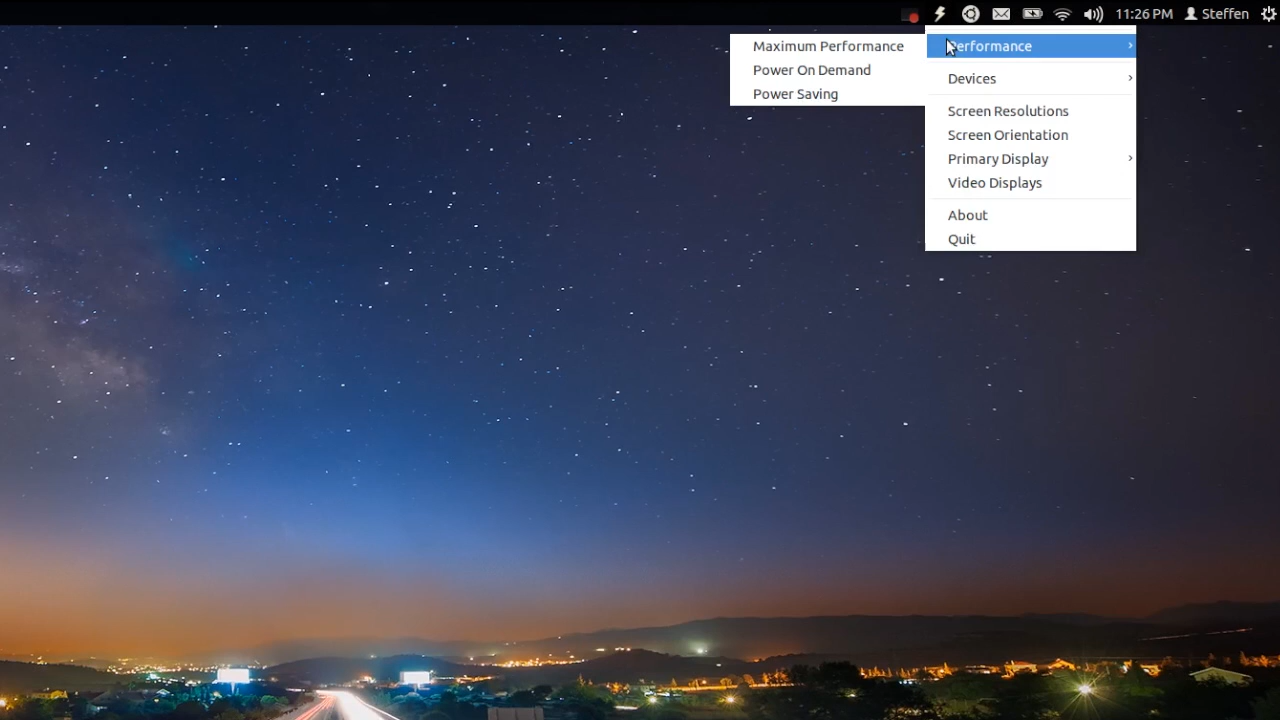 11:26 PM Steffen
Maximum Performance
Power On Demand
Power Saving
Performance
Devices
Screen Resolutions
Screen Orientation
Primary Display
Video Displays
About
Quit